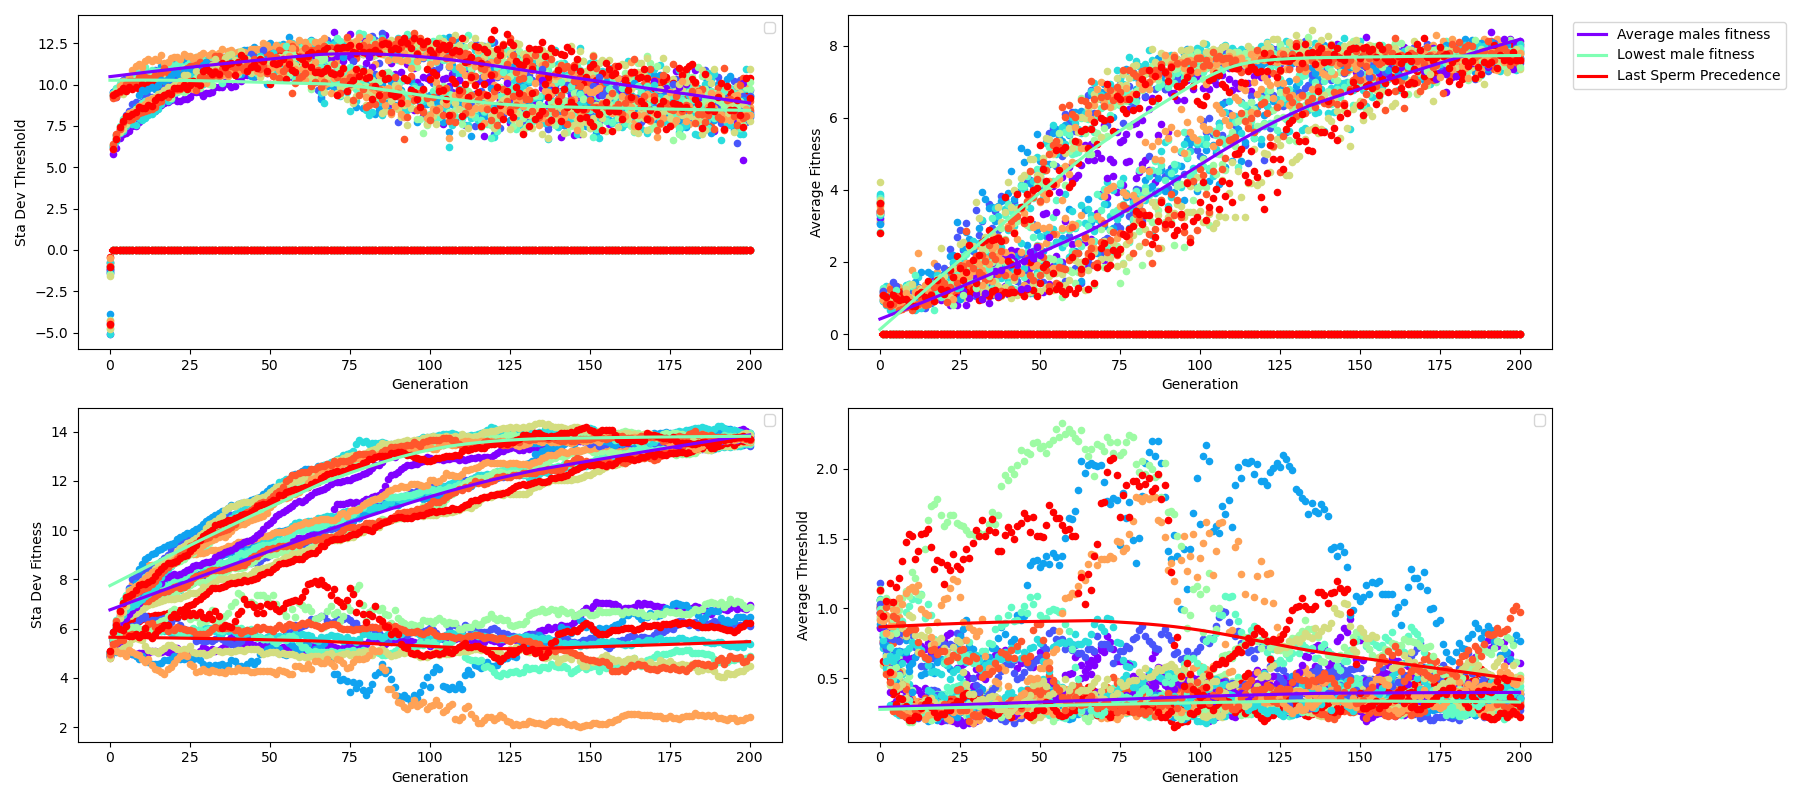 Sta Dev Threshold
12.5
10.0
7.5
5.0
2.5
0.0
−2.5
−5.0
0 25 50 75 100 125 150 175 200
Generation
Average Fitness
8
6
4
2
0
0 25 50 75 100 125 150 175 200
Generation
Average males fitness
Lowest male fitness
Last Sperm Precedence
Sta Dev Fitness
14
12
10
8
6
4
2
0 25 50 75 100 125 150 175 200
Generation
Average Threshold
2.0
1.5
1.0
0.5
0 25 50 75 100 125 150 175 200
Generation